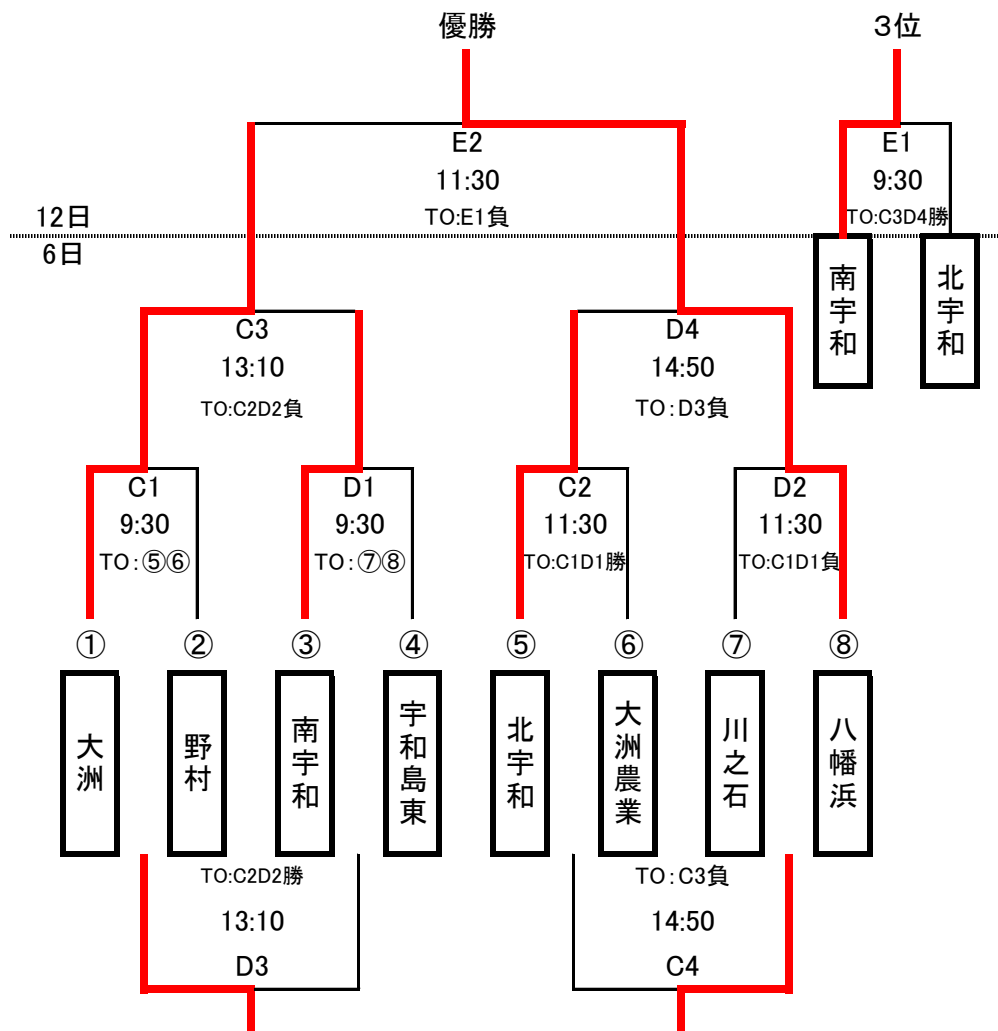 優勝
３位
E2
11:30
TO:E1負
E1
9:30
TO:C3D4勝
12日
6日
南宇和
北宇和
C3
13:10
TO:C2D2負
D4
14:50
TO:D3負
C1
9:30
TO:⑤⑥
D1
9:30
TO:⑦⑧
C2
11:30
TO:C1D1勝
D2
11:30
TO:C1D1負
①
②
③
④
⑤
⑥
⑦
⑧
大洲
野村
南宇和
宇和島東
北宇和
大洲農業
川之石
八幡浜
TO:C2D2勝
13:10
D3
TO:C3負
14:50
C4